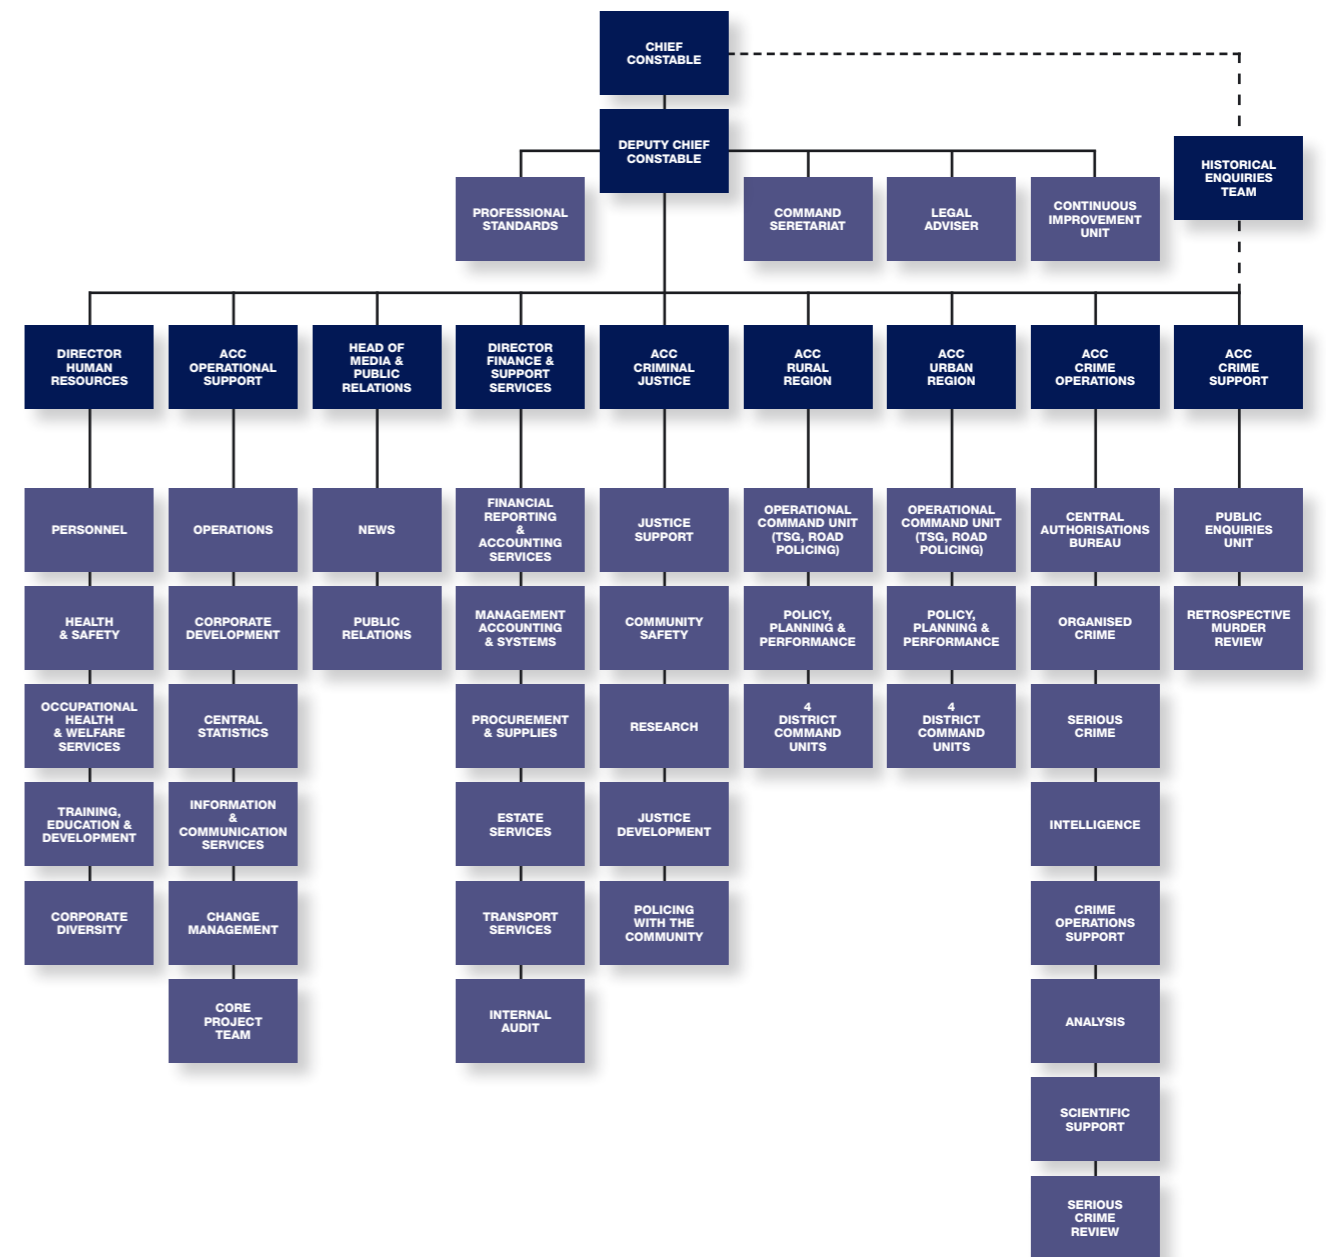 CHIEF
CONSTABLE
DEPUTY CHIEF
CONSTABLE
HISTORICAL
ENQUIRIES
TEAM
PROFESSIONAL
STANDARDS
COMMAND
SERETARIAT
LEGAL
ADVISER
CONTINUOUS
IMPROVEMENT
UNIT
DIRECTOR
HUMAN
RESOURCES
ACC
OPERATIONAL
SUPPORT
HEAD OF
MEDIA &
PUBLIC
RELATIONS
DIRECTOR
FINANCE &
SUPPORT
SERVICES
ACC
CRIMINAL
JUSTICE
ACC
RURAL
REGION
ACC
URBAN
REGION
ACC
CRIME
OPERATIONS
ACC
CRIME
SUPPORT
PERSONNEL
HEALTH
& SAFETY
OCCUPATIONAL
HEALTH
& WELFARE
SERVICES
TRAINING,
EDUCATION &
DEVELOPMENT
CORPORATE
DIVERSITY
OPERATIONS
CORPORATE
DEVELOPMENT
CENTRAL
STATISTICS
INFORMATION
&
COMMUNICATION
SERVICES
CHANGE
MANAGEMENT
CORE
PROJECT
TEAM
NEWS
PUBLIC
RELATIONS
FINANCIAL
REPORTING
&
ACCOUNTING
SERVICES
MANAGEMENT
ACCOUNTING
& SYSTEMS
PROCUREMENT
& SUPPLIES
ESTATE
SERVICES
TRANSPORT
SERVICES
INTERNAL
AUDIT
JUSTICE
SUPPORT
COMMUNITY
SAFETY
RESEARCH
JUSTICE
DEVELOPMENT
POLICING
WITH THE
COMMUNITY
OPERATIONAL
COMMAND UNIT
(TSG, ROAD
POLICING)
POLICY,
PLANNING &
PERFORMANCE
4
DISTRICT
COMMAND
UNITS
OPERATIONAL
COMMAND UNIT
(TSG, ROAD
POLICING)
POLICY,
PLANNING &
PERFORMANCE
4
DISTRICT
COMMAND
UNITS
CENTRAL
AUTHORISATIONS
BUREAU
ORGANISED
CRIME
SERIOUS
CRIME
INTELLIGENCE
CRIME
OPERATIONS
SUPPORT
ANALYSIS
SCIENTIFIC
SUPPORT
SERIOUS
CRIME
REVIEW
PUBLIC
ENQUIRIES
UNIT
RETROSPECTIVE
MURDER
REVIEW